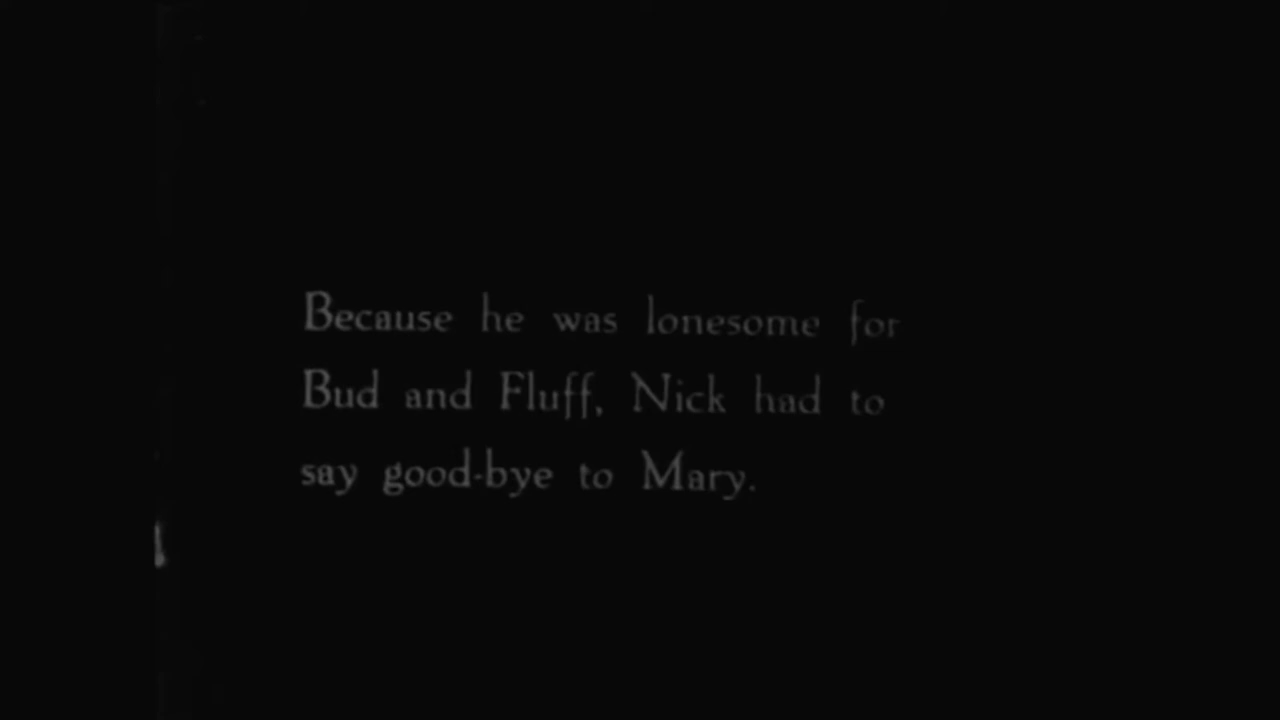 Because he was lonesome for
Bud and Fluff, Nick had to
say good-bye to Mary.